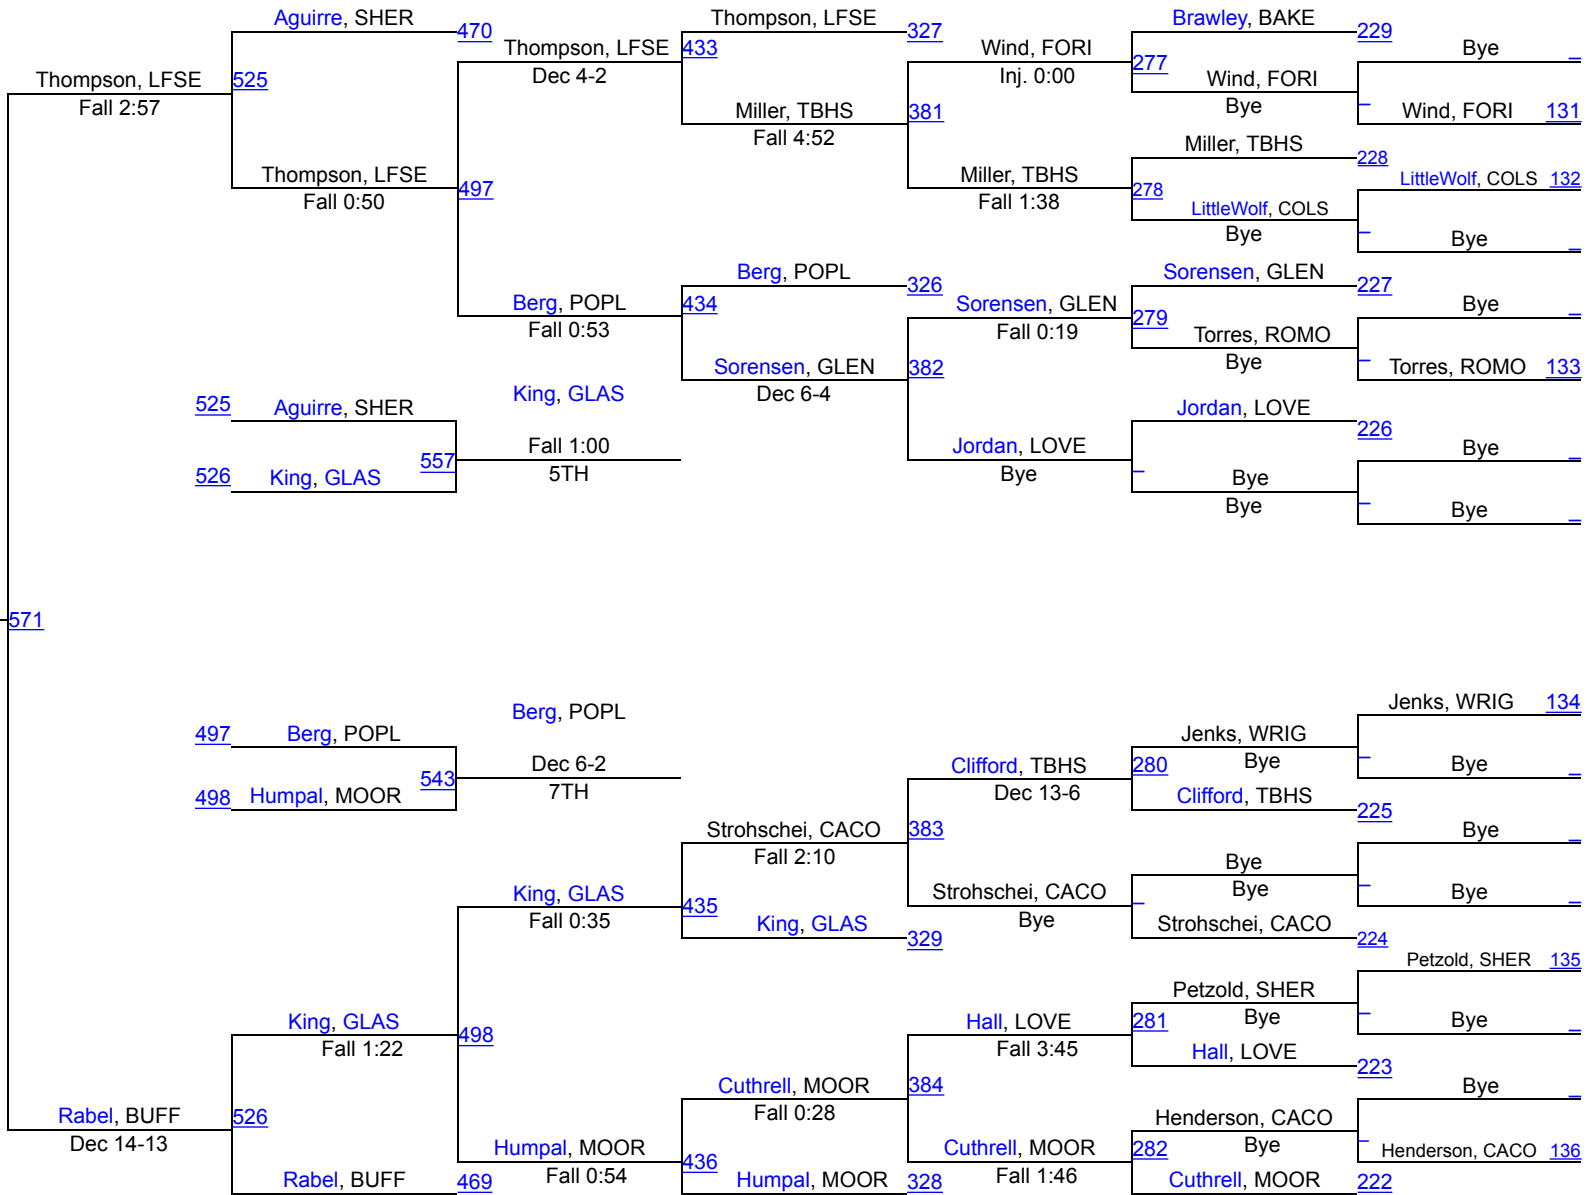 Aguirre, SHER
470
Thompson, LFSE
525
Fall 2:57
Thompson, LFSE
Fall 0:50
497
Thompson, LFSE
433
Dec 4-2
Thompson, LFSE
327
Miller, TBHS
Fall 4:52
381
Wind, FORI
Inj. 0:00
277
Brawley, BAKE
229
Wind, FORI
Bye
Bye
_
_
Wind, FORI 131
Miller, TBHS
Fall 1:38
278
Miller, TBHS
228
LittleWolf, COLS
Bye
LittleWolf, COLS 132
_
Bye
_
Berg, POPL
Fall 0:53
434
Berg, POPL
326
Sorensen, GLEN
Dec 6-4
382
Sorensen, GLEN
Fall 0:19
279
Sorensen, GLEN
227
Torres, ROMO
Bye
Bye
_
_
Torres, ROMO 133
Jordan, LOVE
Bye
_
Jordan, LOVE
226
Bye
Bye
Bye
_
_
Bye
_
525
Aguirre, SHER
526
King, GLAS
557
King, GLAS
Fall 1:00
5TH
571
497
Berg, POPL
498
Humpal, MOOR
543
Berg, POPL
Dec 6-2
7TH
Clifford, TBHS
Dec 13-6
280
Jenks, WRIG
Bye
Jenks, WRIG 134
_
Bye
_
Clifford, TBHS
225
Strohschei, CACO
Fall 2:10
383
Strohschei, CACO
Bye
_
Bye
Bye
Bye
_
_
Bye
_
Strohschei, CACO
224
King, GLAS
Fall 0:35
435
King, GLAS
329
King, GLAS
Fall 1:22
498
Hall, LOVE
Fall 3:45
281
Petzold, SHER
Bye
Petzold, SHER 135
_
Bye
_
Hall, LOVE
223
Cuthrell, MOOR
Fall 0:28
384
Cuthrell, MOOR
Fall 1:46
282
Henderson, CACO
Bye
Bye
_
_
Henderson, CACO 136
Cuthrell, MOOR
222
Humpal, MOOR
Fall 0:54
436
Humpal, MOOR
328
Rabel, BUFF
Dec 14-13
526
Rabel, BUFF
469